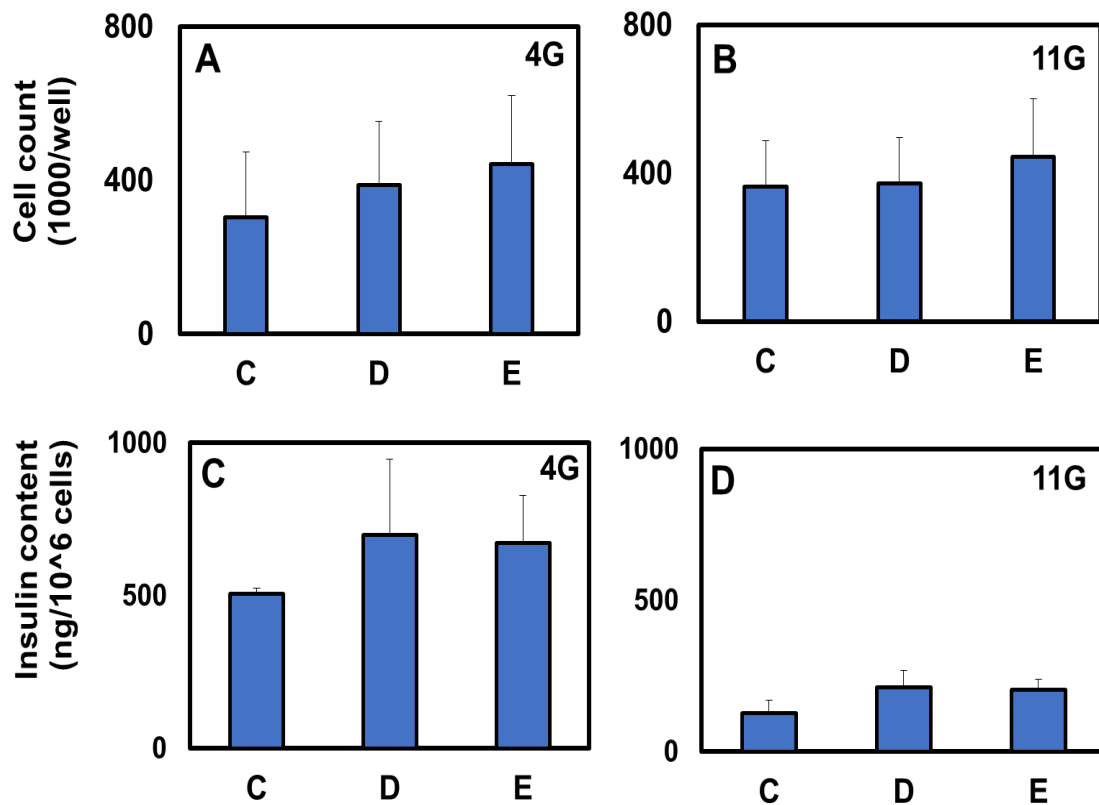 Cell count
(1000/well)
800
400
0
A
4G
C D E
800
400
0
B
11G
C D E
Insulin content
(ng/10^6 cells)
1000
500
0
C
4G
C D E
1000
500
0
D
11G
C D E